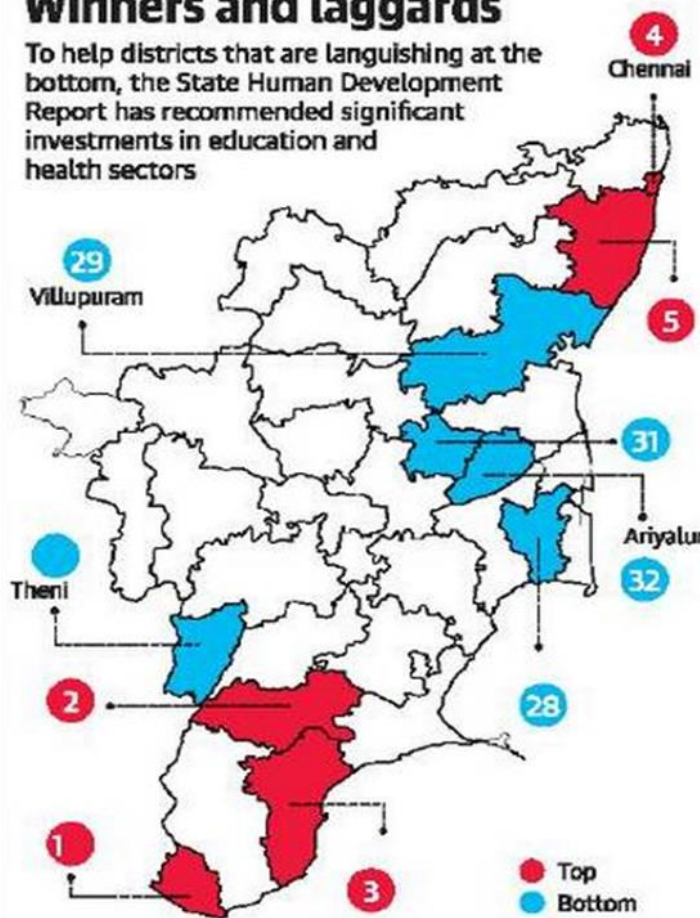 Winners and laggards
To help districts that are languishing at the
bottom, the State Human Development
Report has recommended significant
investments in education and
health sectors
4
Chennai
29
Villupuram
5
31
Ariyalu
32
Theni
2
28
1
3
Top
Bottom